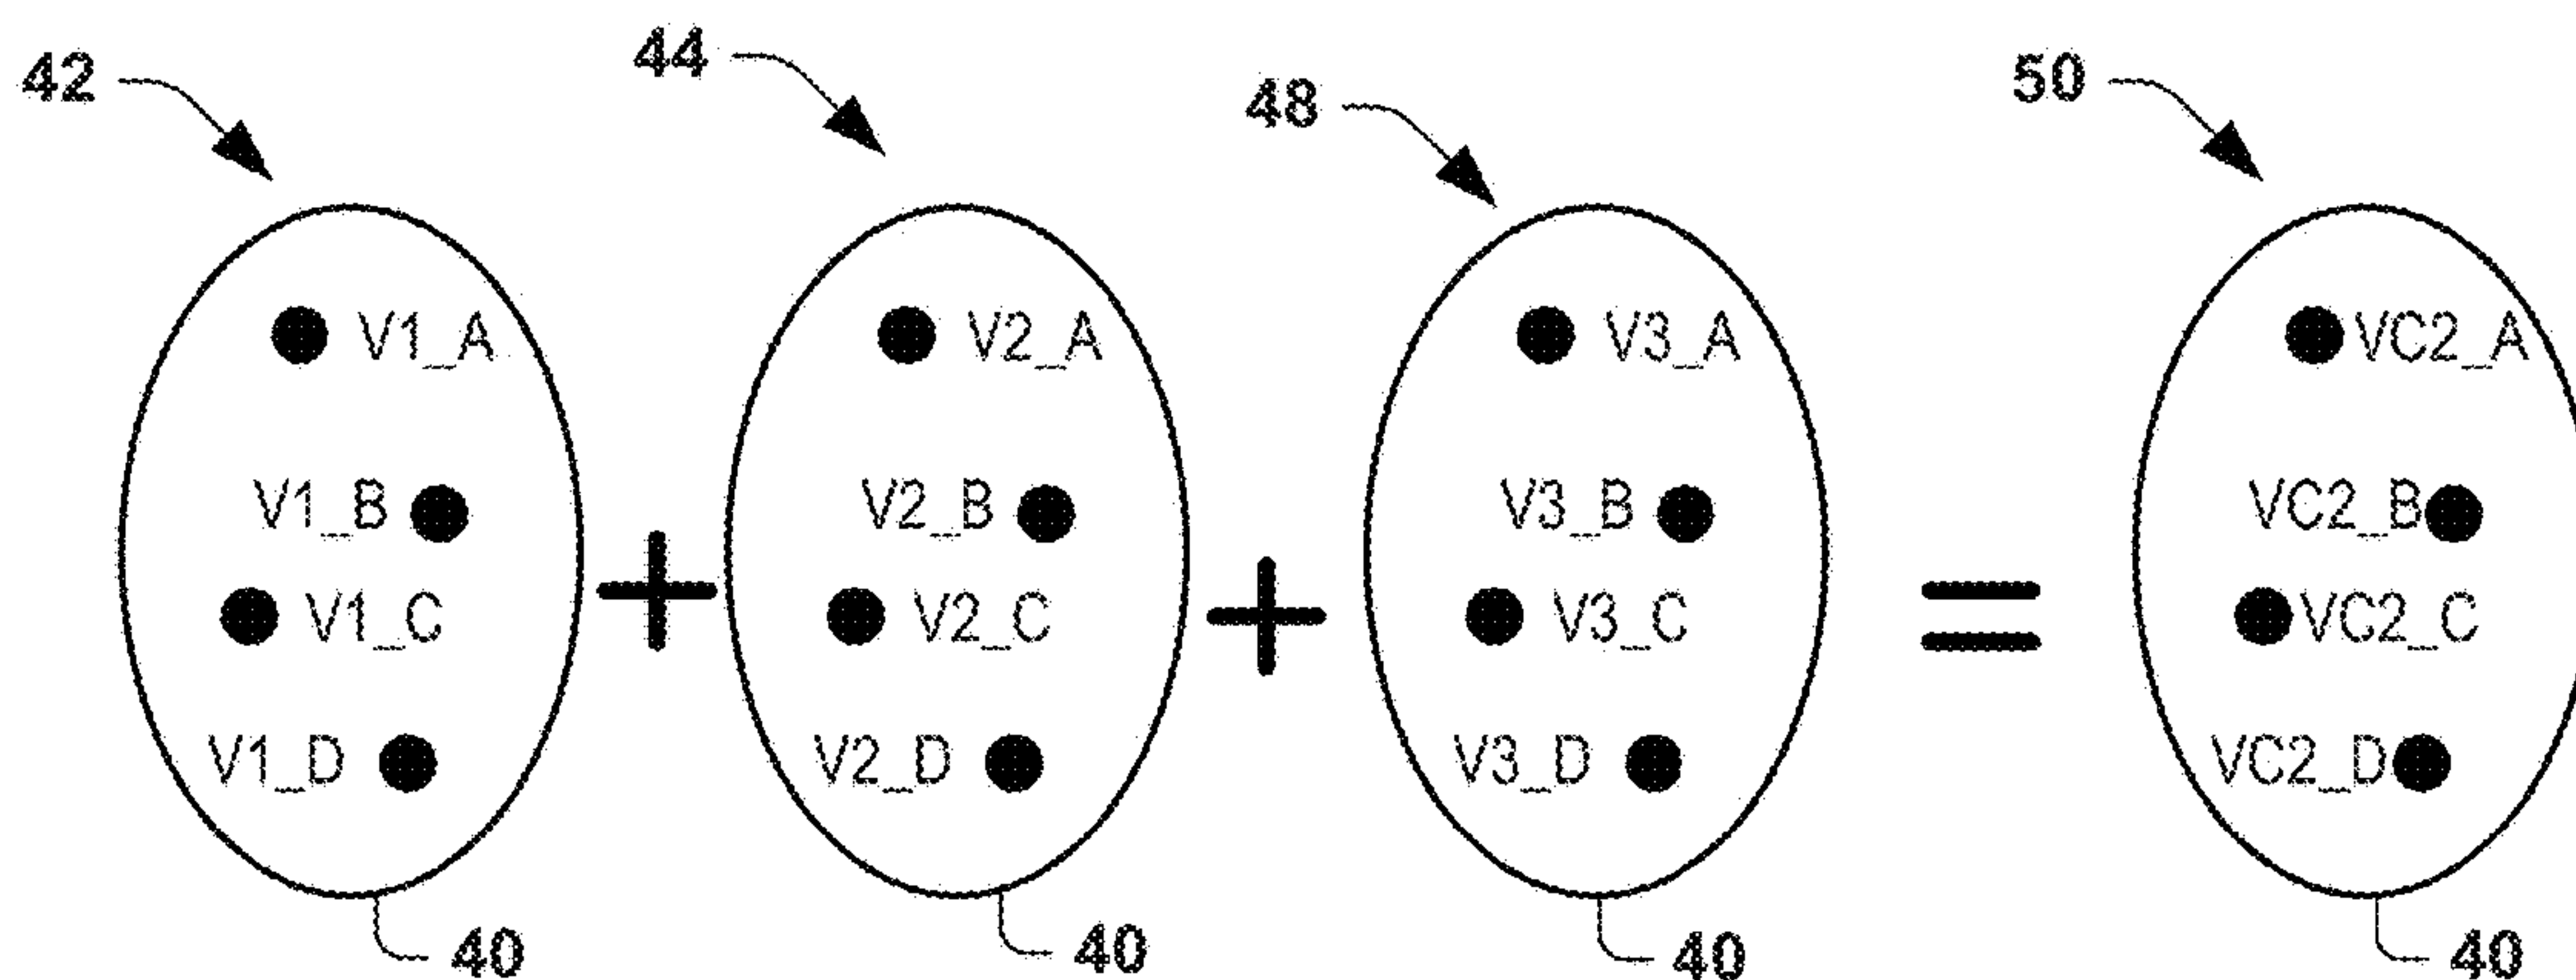 42
44
48
50
V1_A
V2_A
V3_A
VC2_A
V1_B
V2_B
V3_B
VC2_B
+
+
=
V1_C
V2_C
V3_C
VC2_C
V1_D
V2_D
V3_D
VC2_D
40
40
40
40